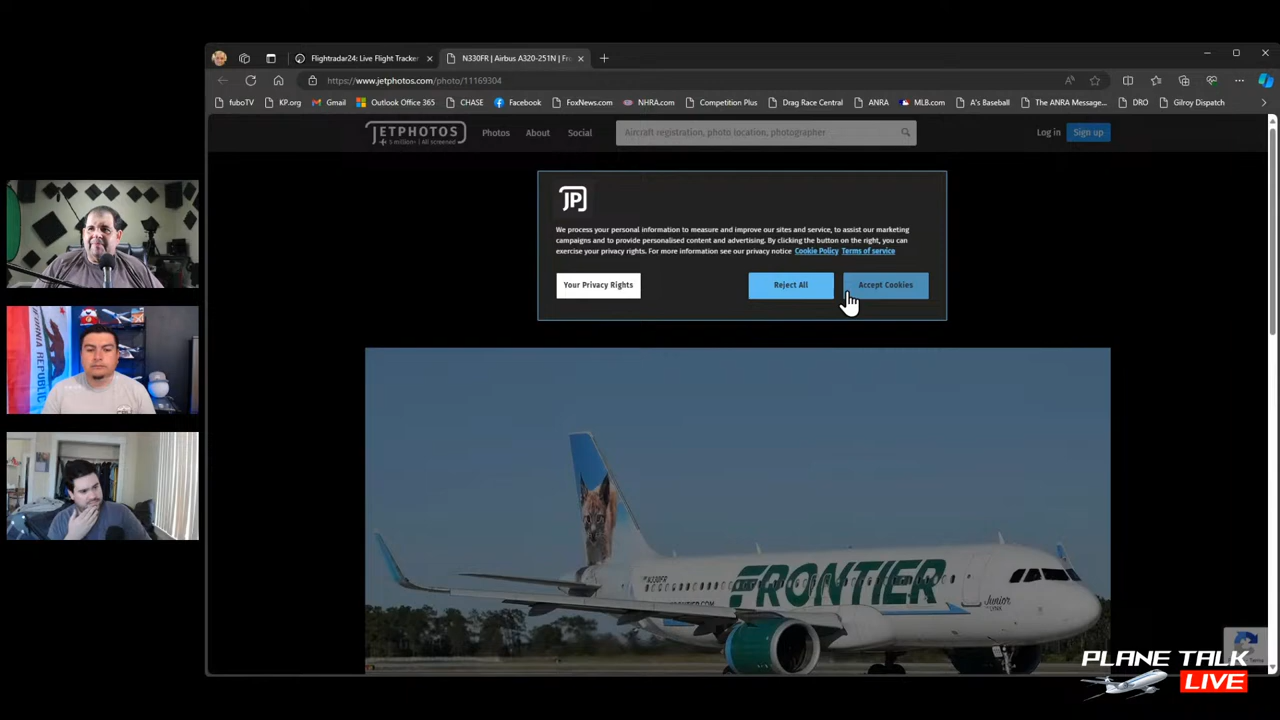 Flightradar24: Live Flight Tracker
N330FR | Airbus A320-251N | Fr
https://www.jetphotos.com/photo/11169304
fuboTV
KP.org
Gmail
Outlook Office 365
CHASE
Facebook
FoxNews.com
NHRA.com
Competition Plus
Drag Race Central
ANRA
MLB.com
A's Baseball
The ANRA Message...
DRO
Gilroy Dispatch
JETPHOTOS
5 million+ | All screened
Photos
About
Social
Aircraft registration, photo location, photographer
Log in
Sign up
JP
We process your personal information to measure and improve our sites and service, to assist our marketing
campaigns and to provide personalised content and advertising. By clicking the button on the right, you can
exercise your privacy rights. For more information see our privacy notice Cookie Policy Terms of service
Your Privacy Rights
Reject All
Accept Cookies
N330FR
FRONTIER
Junior
PLANE TALK
LIVE